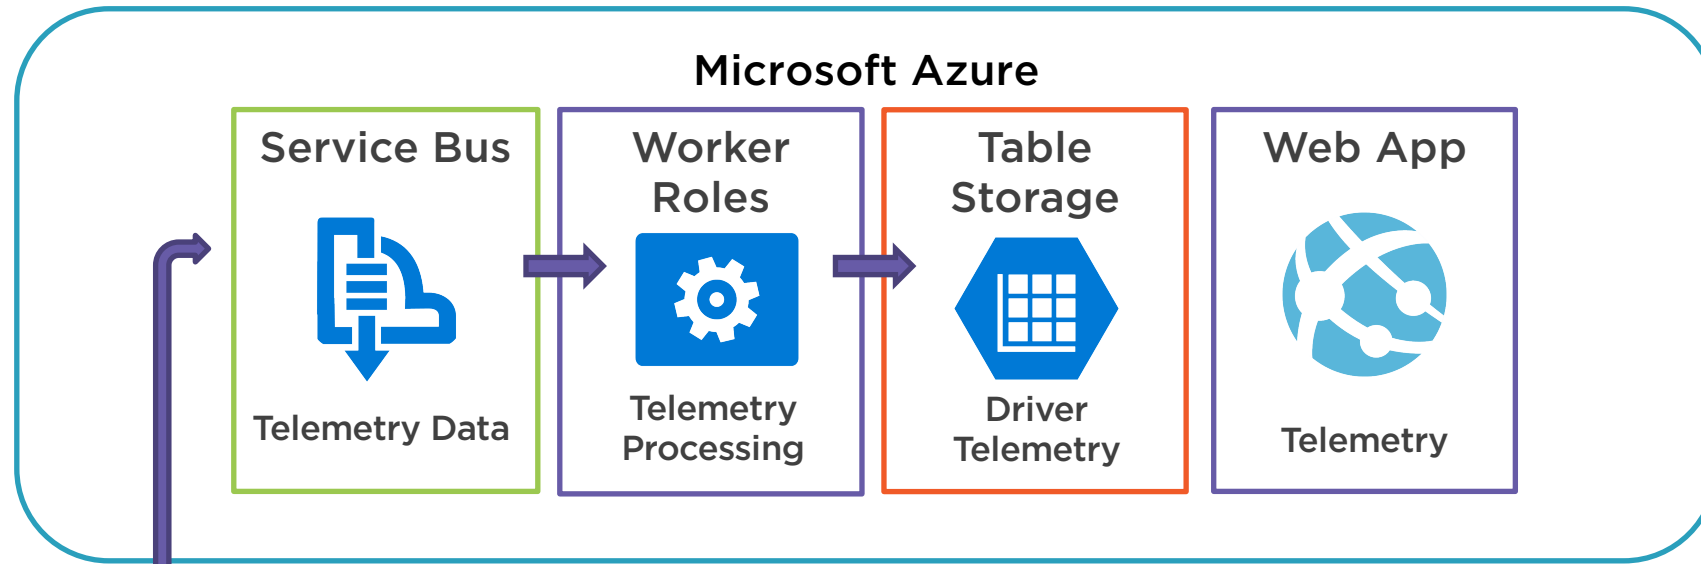 Microsoft Azure
Service Bus
Telemetry Data
Worker
Roles
Telemetry
Processing
Table
Storage
Driver
Telemetry
Web App
Telemetry